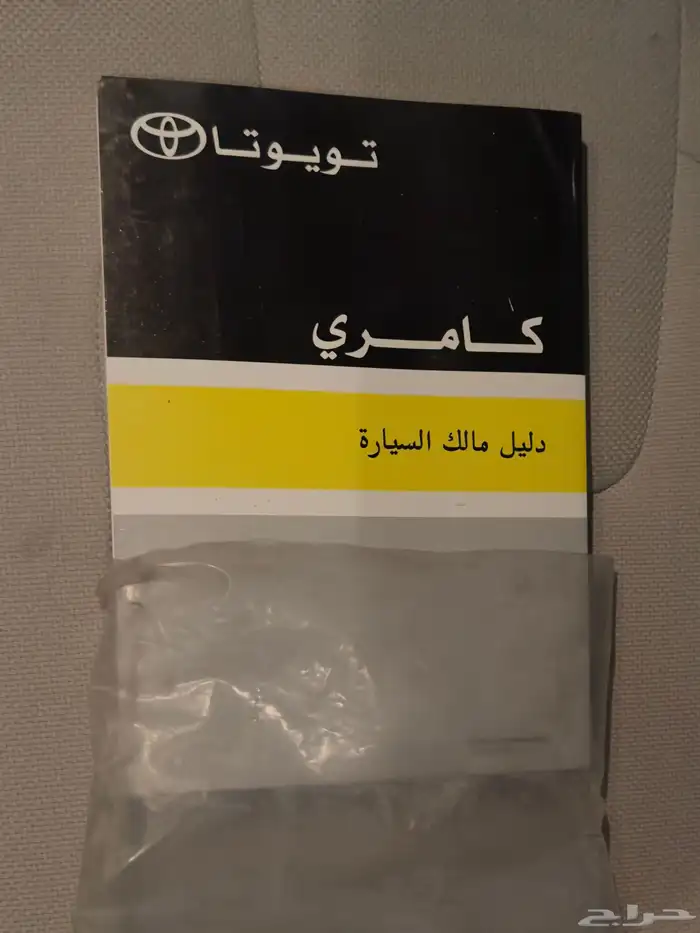 تويوتا
كامري
دليل مالك السيارة
حراج